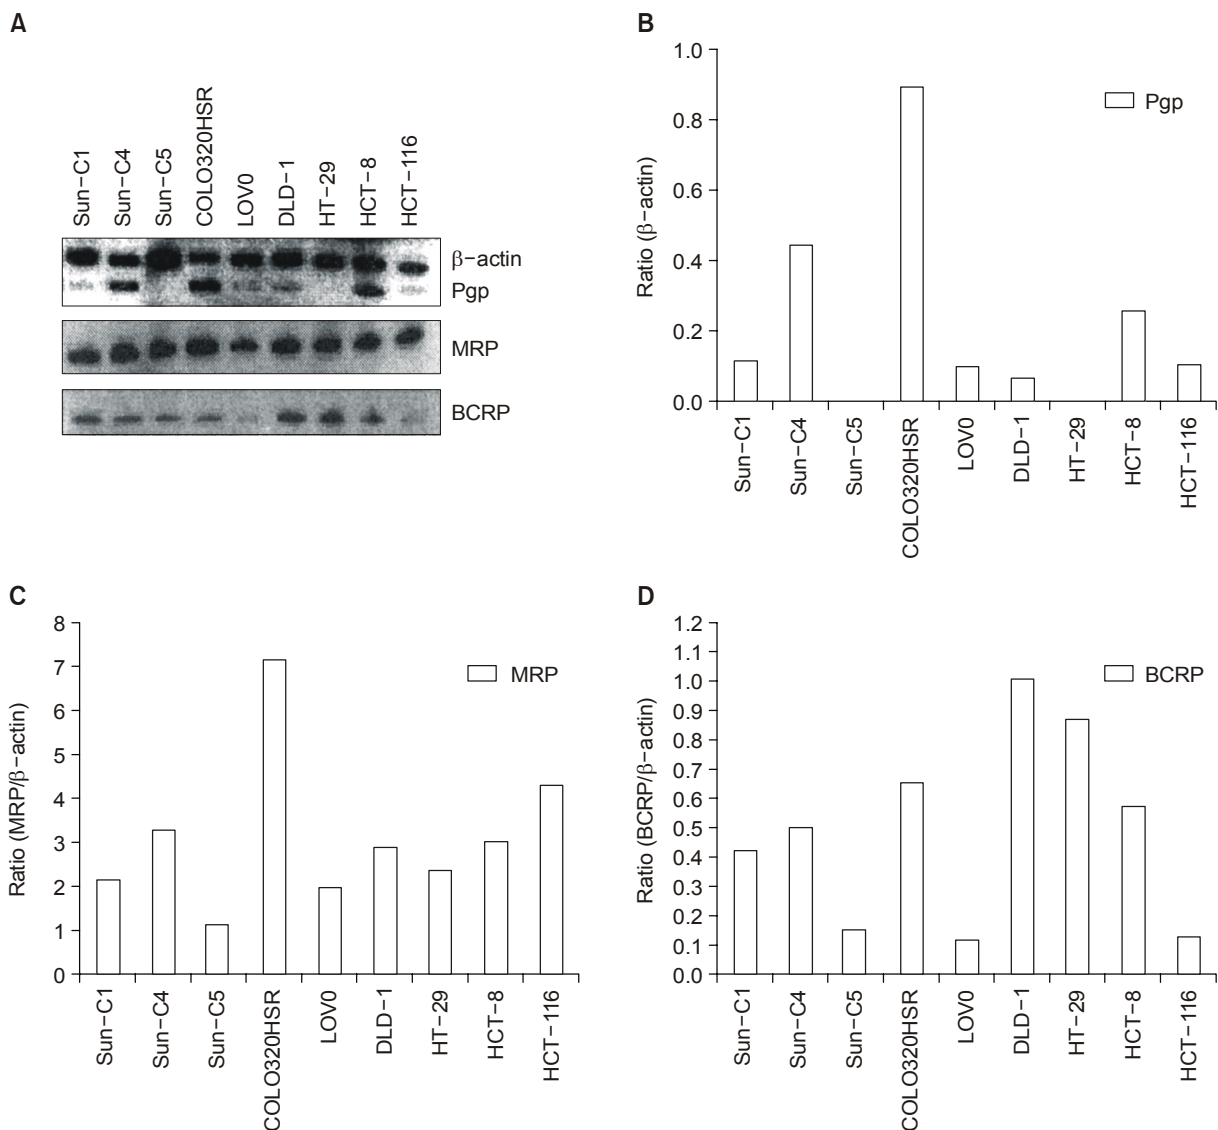 A
Sun-C1
Sun-C4
Sun-C5
COLO320HSR
LOV0
DLD-1
HT-29
HCT-8
HCT-116
β-actin
Pgp
MRP
BCRP
B
Ratio (β-actin)
1.0
0.8
0.6
0.4
0.2
0.0
Pgp
Sun-C1
Sun-C4
Sun-C5
COLO320HSR
LOV0
DLD-1
HT-29
HCT-8
HCT-116
C
Ratio (MRP/β-actin)
8
7
6
5
4
3
2
1
0
MRP
Sun-C1
Sun-C4
Sun-C5
COLO320HSR
LOV0
DLD-1
HT-29
HCT-8
HCT-116
D
Ratio (BCRP/β-actin)
1.2
1.1
1.0
0.9
0.8
0.7
0.6
0.5
0.4
0.3
0.2
0.1
0.0
BCRP
Sun-C1
Sun-C4
Sun-C5
COLO320HSR
LOV0
DLD-1
HT-29
HCT-8
HCT-116